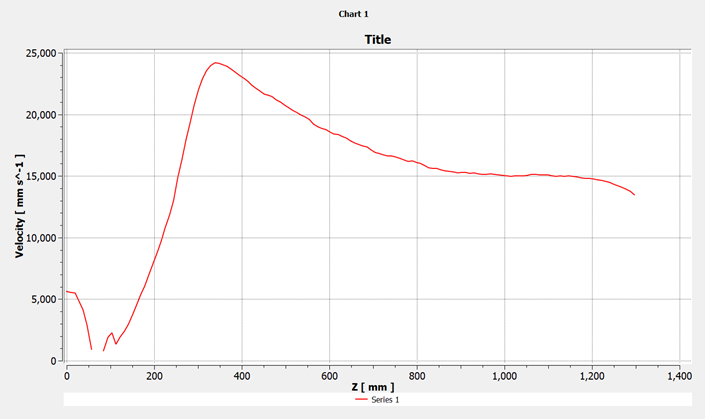 Chart 1
Title
25,000
20,000
15,000
10,000
5,000
0
Velocity [ mm s^-1 ]
0 200 400 600 800 1,000 1,200 1,400
Z [ mm ]
Series 1